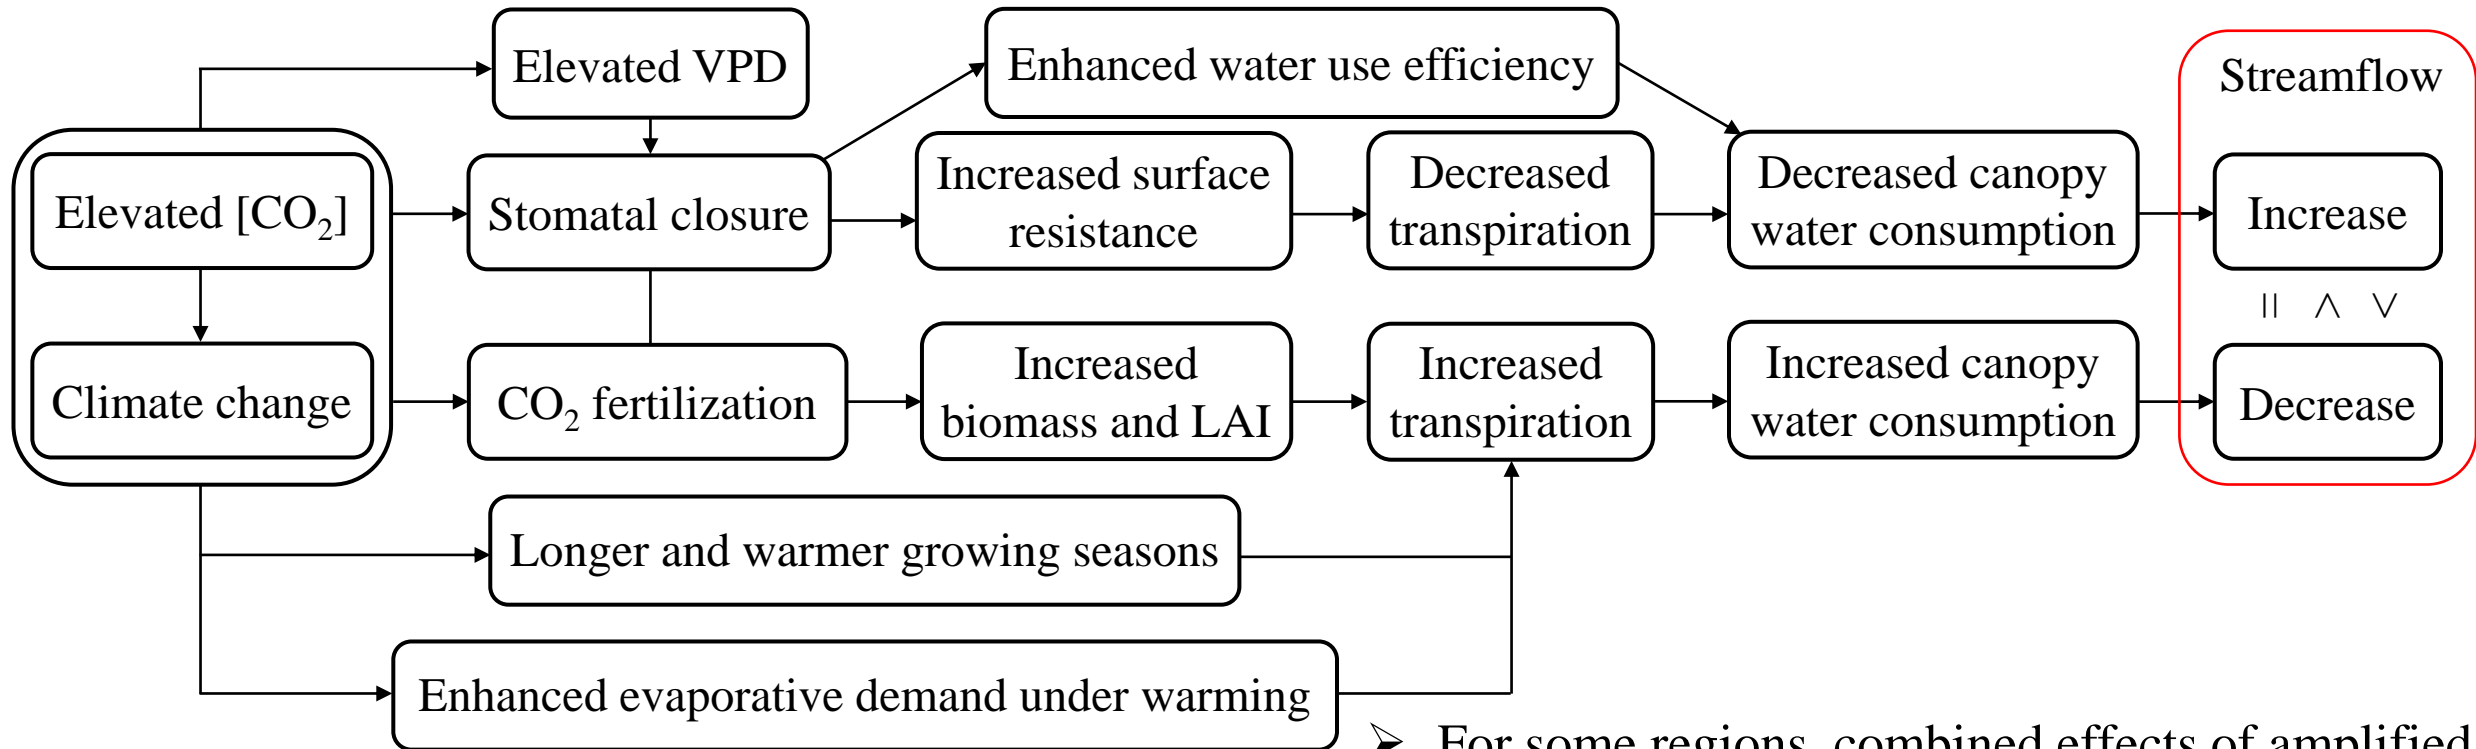 Elevated VPD
Enhanced water use efficiency
Streamflow
Elevated [CO₂]
Stomatal closure
Increased surface
resistance
Decreased
transpiration
Decreased canopy
water consumption
Increase
|| ∧ ∨
Climate change
CO₂ fertilization
Increased
biomass and LAI
Increased
transpiration
Increased canopy
water consumption
Decrease
Longer and warmer growing seasons
Enhanced evaporative demand under warming
➢ For some regions, combined effects of amplified